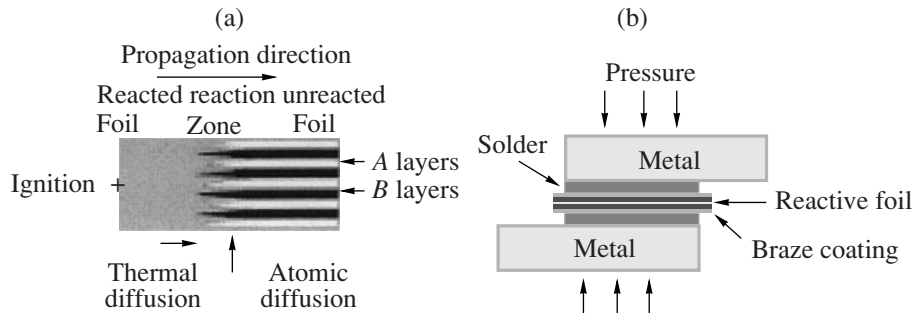 (a)
Propagation direction
Reacted reaction unreacted
Foil Zone Foil
A layers
B layers
Ignition
Thermal diffusion
Atomic diffusion
(b)
Pressure
Solder
Metal
Reactive foil
Braze coating
Metal